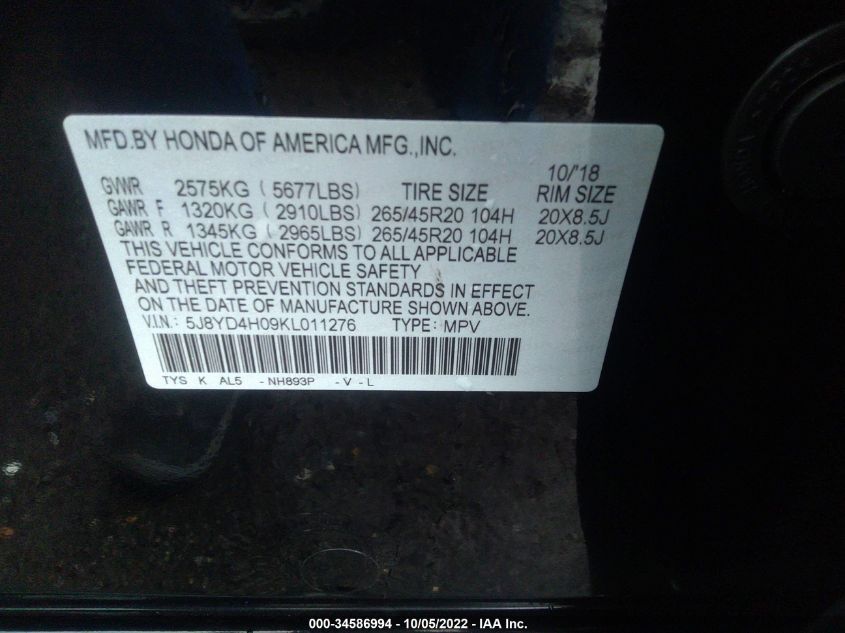 MFD.BY HONDA OF AMERICA MFG.,INC.
10/'18
GVWR 2575KG ( 5677LBS) TIRE SIZE RIM SIZE
GAWR F 1320KG ( 2910LBS) 265/45R20 104H 20X8.5J
GAWR R 1345KG ( 2965LBS) 265/45R20 104H 20X8.5J
THIS VEHICLE CONFORMS TO ALL APPLICABLE
FEDERAL MOTOR VEHICLE SAFETY
AND THEFT PREVENTION STANDARDS IN EFFECT
ON THE DATE OF MANUFACTURE SHOWN ABOVE.
V.I.N.: 5J8YD4H09KL011276 TYPE: MPV
TYS K AL5 -NH893P -V-L
000-34586994 - 10/05/2022 - IAA Inc.